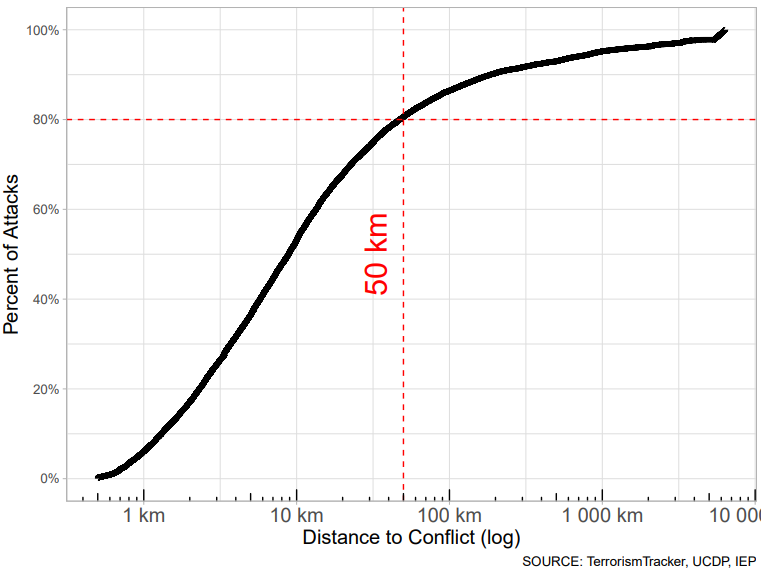 100%
80%
60%
40%
20%
0%
Percent of Attacks
50 km
1 km
10 km
100 km
1 000 km
10 00
Distance to Conflict (log)
SOURCE: TerrorismTracker, UCDP, IEP